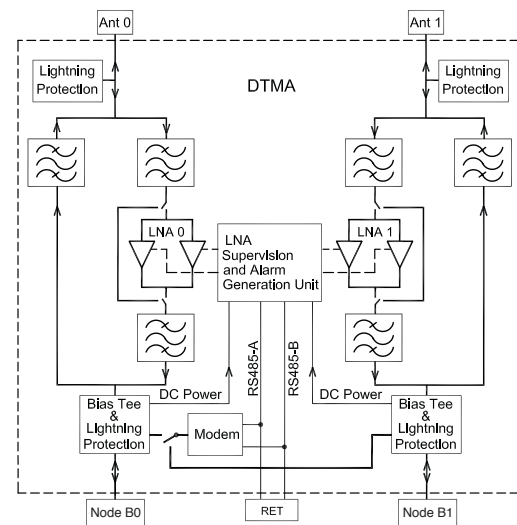 Ant 0
Ant 1
Lightning
Protection
DTMA
Lightning
Protection
LNA 0
LNA
Supervision
and Alarm
Generation Unit
LNA 1
RS485-A
RS485-B
DC Power
DC Power
Bias Tee
&
Lightning
Protection
Modem
Bias Tee
&
Lightning
Protection
Node B0
RET
Node B1